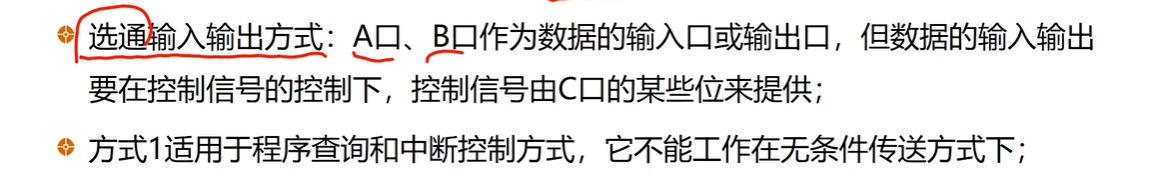 选通输入输出方式：A口、B口作为数据的输入口或输出口，但数据的输入输出
要在控制信号的控制下，控制信号由C口的某些位来提供；
方式1适用于程序查询和中断控制方式，它不能工作在无条件传送方式下；